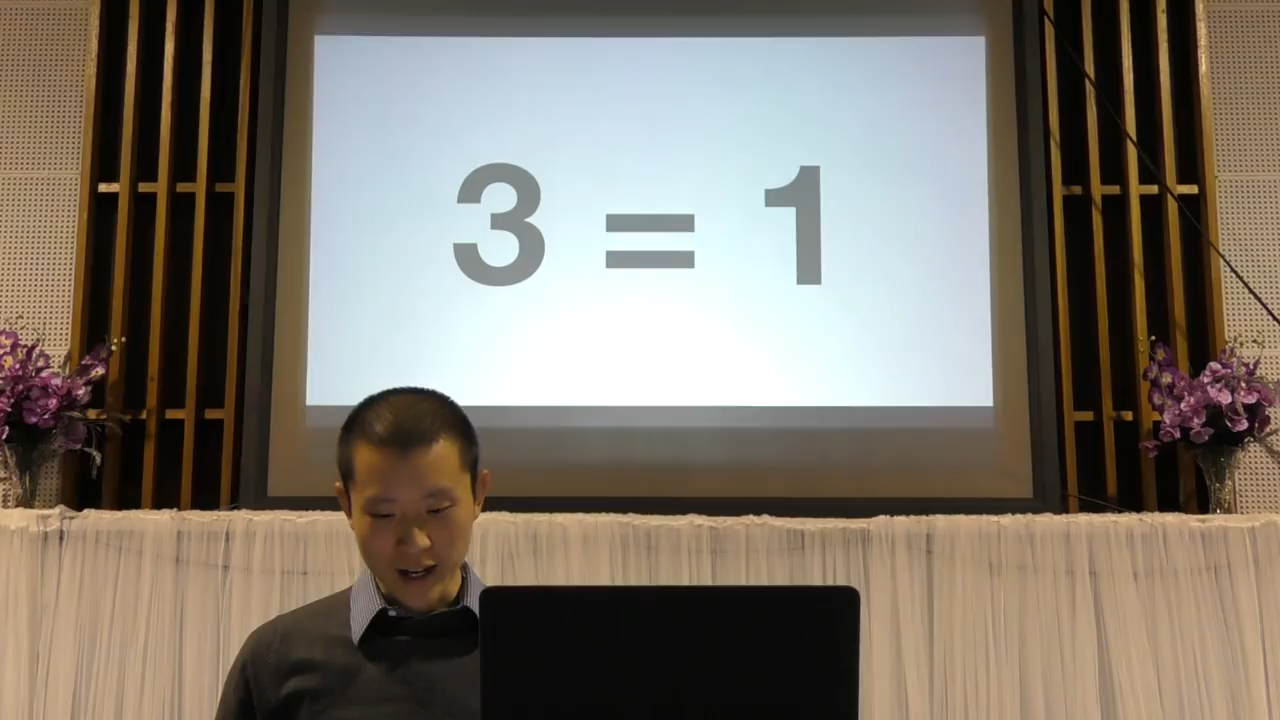 3 = 1